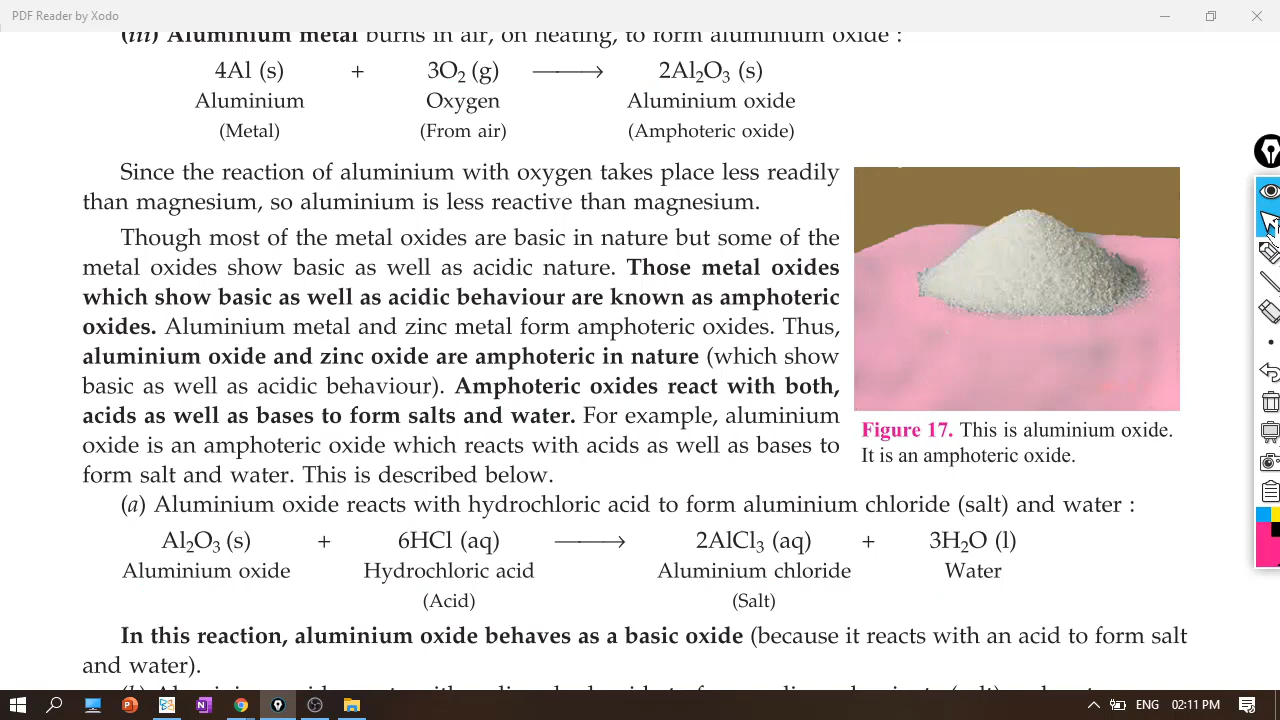 PDF Reader by Xodo
(iii) Aluminium metal burns in air, on heating, to form aluminium oxide :
4Al (s) + 3O₂ (g) ⟶ 2Al₂O₃ (s)
Aluminium Oxygen Aluminium oxide
(Metal) (From air) (Amphoteric oxide)
Since the reaction of aluminium with oxygen takes place less readily
than magnesium, so aluminium is less reactive than magnesium.
Though most of the metal oxides are basic in nature but some of the
metal oxides show basic as well as acidic nature. Those metal oxides
which show basic as well as acidic behaviour are known as amphoteric
oxides. Aluminium metal and zinc metal form amphoteric oxides. Thus,
aluminium oxide and zinc oxide are amphoteric in nature (which show
basic as well as acidic behaviour). Amphoteric oxides react with both,
acids as well as bases to form salts and water. For example, aluminium
oxide is an amphoteric oxide which reacts with acids as well as bases to
form salt and water. This is described below.
Figure 17. This is aluminium oxide.
It is an amphoteric oxide.
(a) Aluminium oxide reacts with hydrochloric acid to form aluminium chloride (salt) and water :
Al₂O₃ (s) + 6HCl (aq) ⟶ 2AlCl₃ (aq) + 3H₂O (l)
Aluminium oxide Hydrochloric acid Aluminium chloride Water
(Acid) (Salt)
In this reaction, aluminium oxide behaves as a basic oxide (because it reacts with an acid to form salt
and water).
ENG 02:11 PM